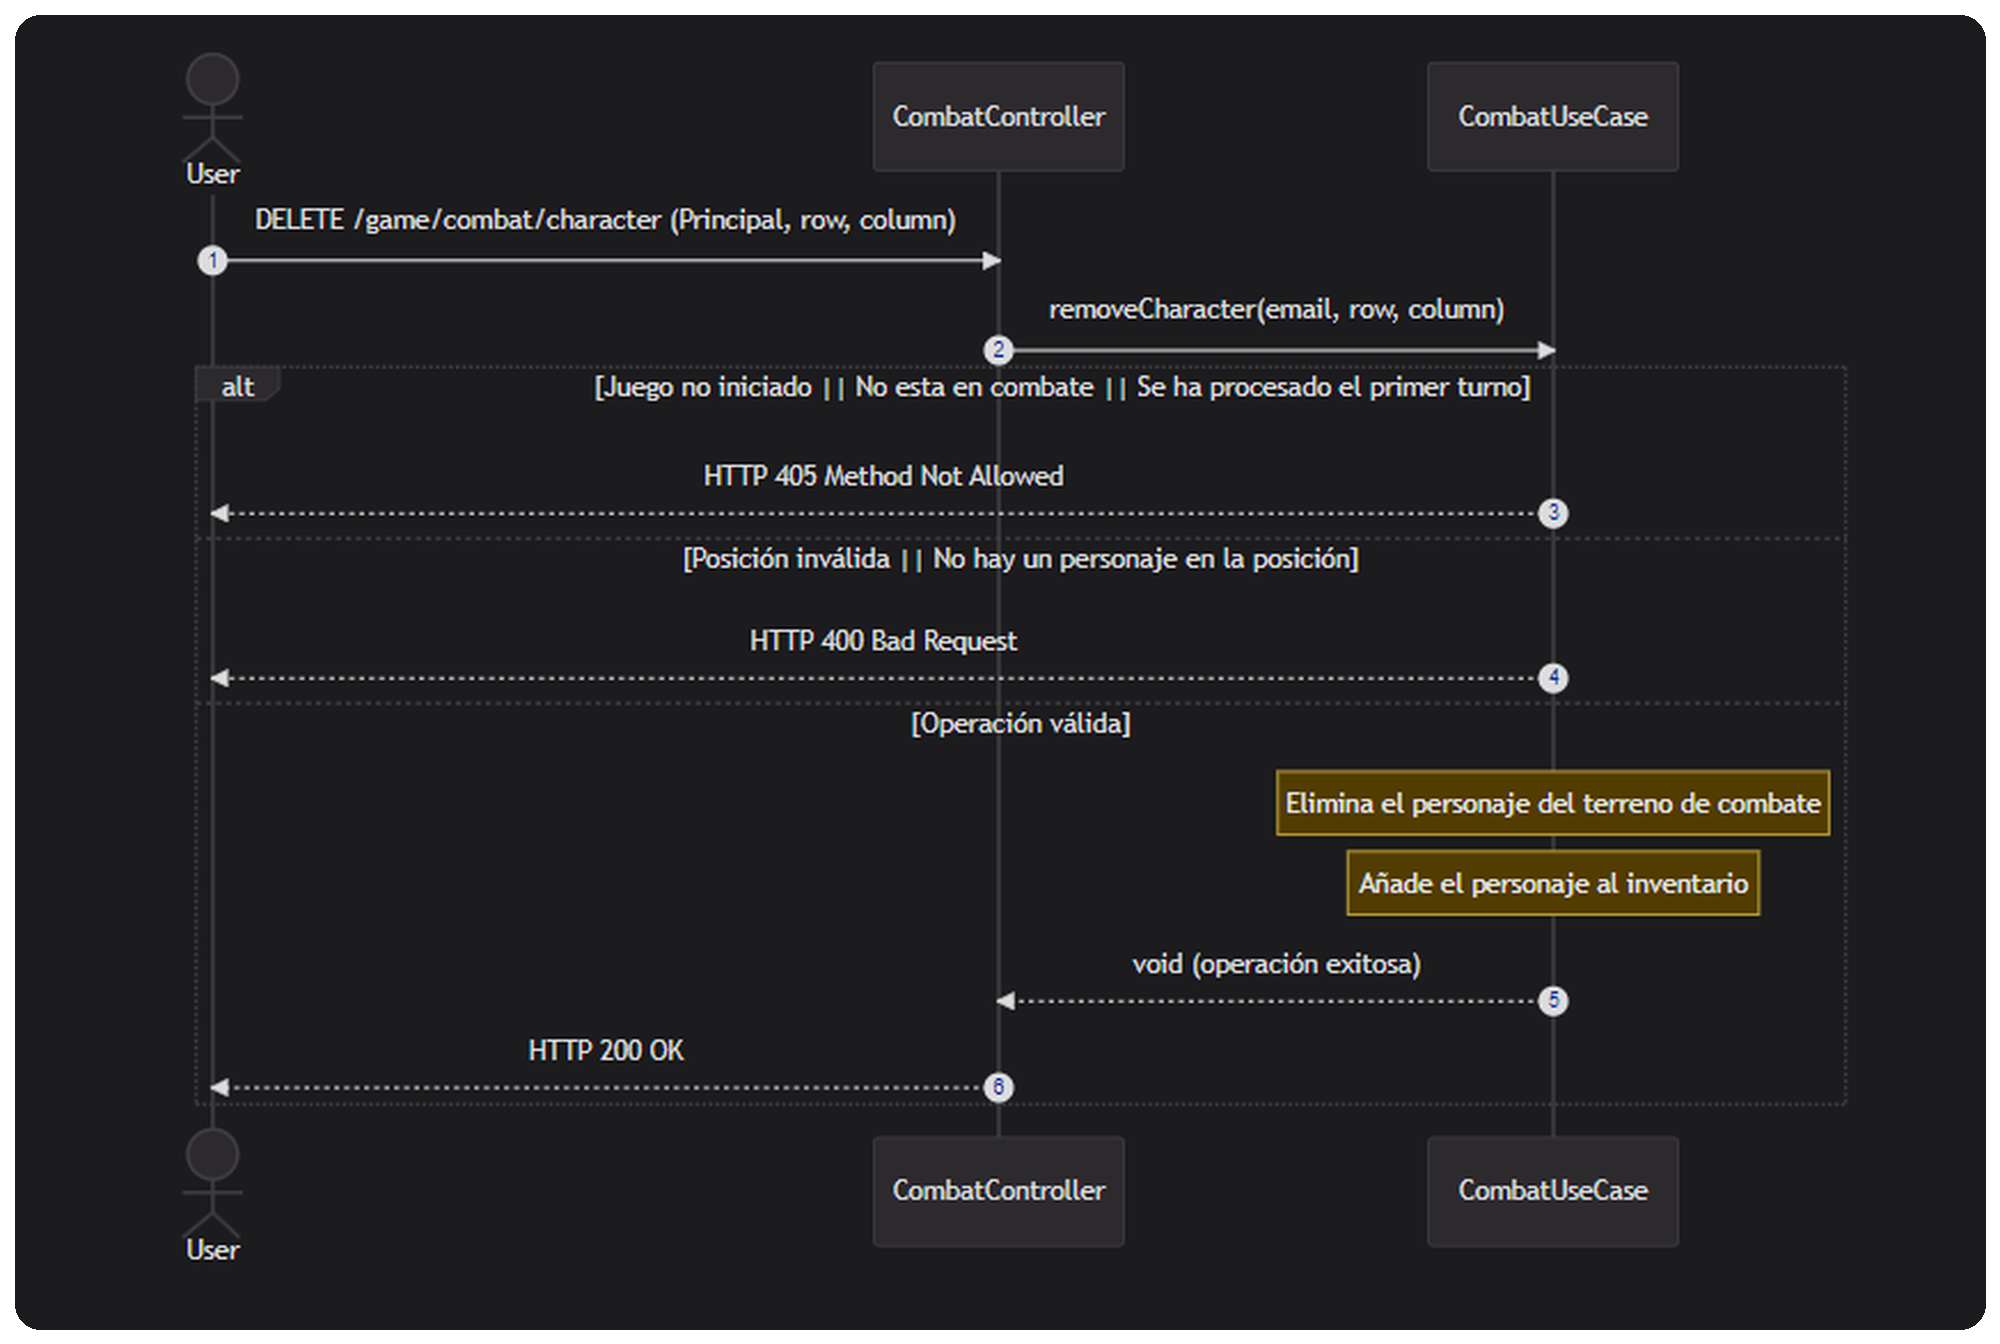 User
CombatController
CombatUseCase
DELETE /game/combat/character (Principal, row, column)
1
removeCharacter(email, row, column)
2
alt
[Juego no iniciado || No esta en combate || Se ha procesado el primer turno]
HTTP 405 Method Not Allowed
3
[Posición inválida || No hay un personaje en la posición]
HTTP 400 Bad Request
4
[Operación válida]
Elimina el personaje del terreno de combate
Añade el personaje al inventario
void (operación exitosa)
5
HTTP 200 OK
6
User
CombatController
CombatUseCase